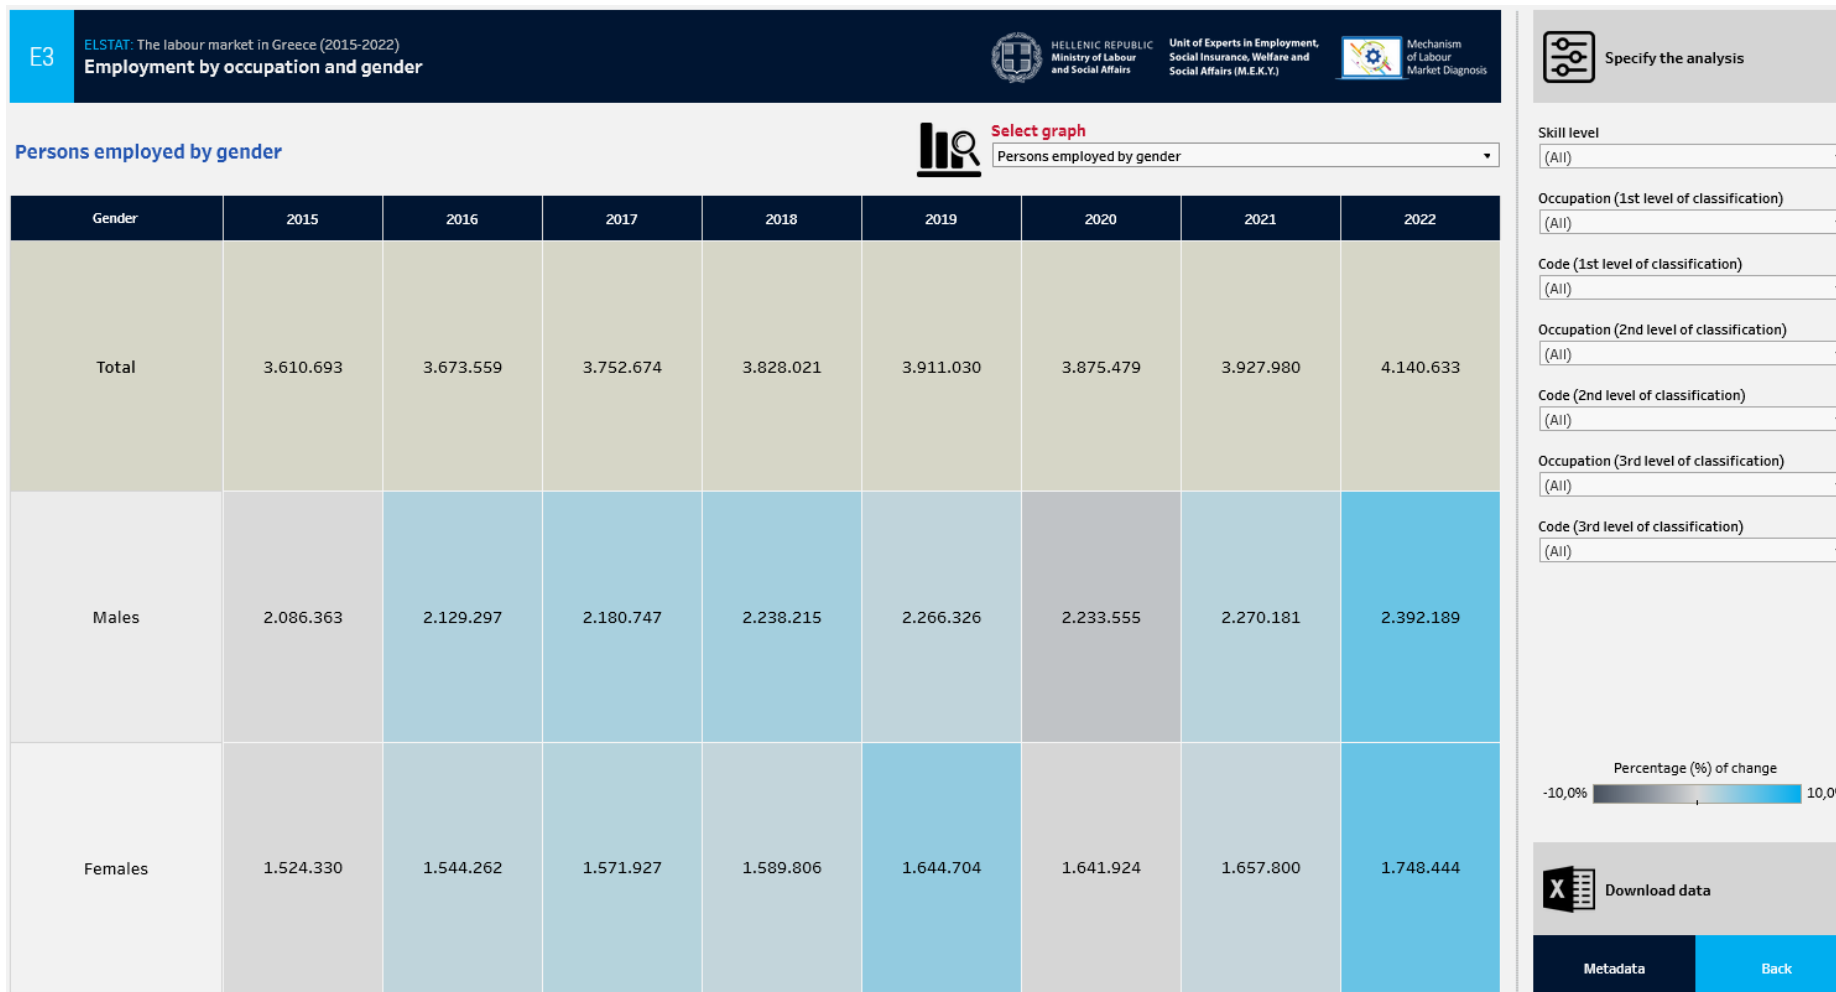 E3
ELSTAT: The labour market in Greece (2015-2022)
Employment by occupation and gender
HELLENIC REPUBLIC
Ministry of Labour
and Social Affairs
Unit of Experts in Employment,
Social Insurance, Welfare and
Social Affairs (M.E.K.Y.)
Mechanism
of Labour
Market Diagnosis
Persons employed by gender
Select graph
Persons employed by gender
Gender 2015 2016 2017 2018 2019 2020 2021 2022
Total 3.610.693 3.673.559 3.752.674 3.828.021 3.911.030 3.875.479 3.927.980 4.140.633
Males 2.086.363 2.129.297 2.180.747 2.238.215 2.266.326 2.233.555 2.270.181 2.392.189
Females 1.524.330 1.544.262 1.571.927 1.589.806 1.644.704 1.641.924 1.657.800 1.748.444
Specify the analysis
Skill level
(All)
Occupation (1st level of classification)
(All)
Code (1st level of classification)
(All)
Occupation (2nd level of classification)
(All)
Code (2nd level of classification)
(All)
Occupation (3rd level of classification)
(All)
Code (3rd level of classification)
(All)
Percentage (%) of change
-10,0% 10,0
X
Download data
Metadata Back